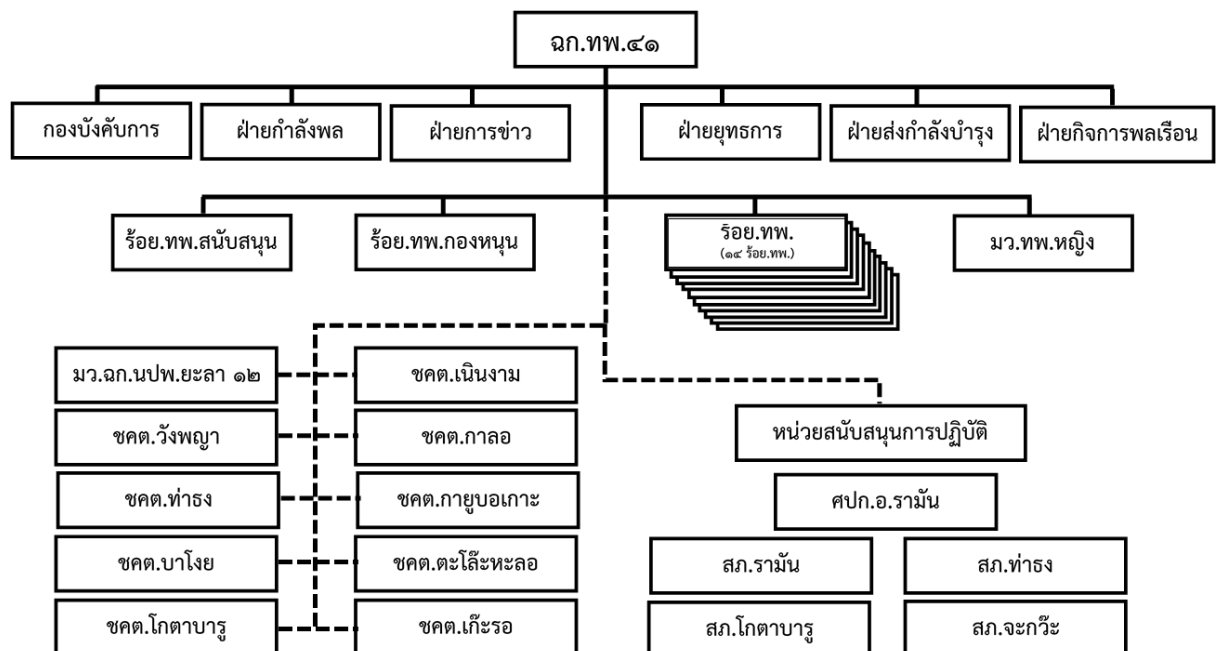 ฉก.ทพ.๔๑
กองบังคับการ
ฝ่ายกำลังพล
ฝ่ายการข่าว
ฝ่ายยุทธการ
ฝ่ายส่งกำลังบำรุง
ฝ่ายกิจการพลเรือน
ร้อย.ทพ.สนับสนุน
ร้อย.ทพ.กองหนุน
ร้อย.ทพ.
(๑๔ ร้อย.ทพ.)
มว.ทพ.หญิง
มว.ฉก.นปพ.ยะลา ๑๒
ชคต.เนินงาม
ชคต.วังพญา
ชคต.กาลอ
ชคต.ท่าธง
ชคต.กายูบอเกาะ
ชคต.บาโงย
ชคต.ตะโล๊ะหะลอ
ชคต.โกตาบารู
ชคต.เก๊ะรอ
หน่วยสนับสนุนการปฏิบัติ
ศปก.อ.รามัน
สภ.รามัน
สภ.ท่าธง
สภ.โกตาบารู
สภ.จะกว๊ะ